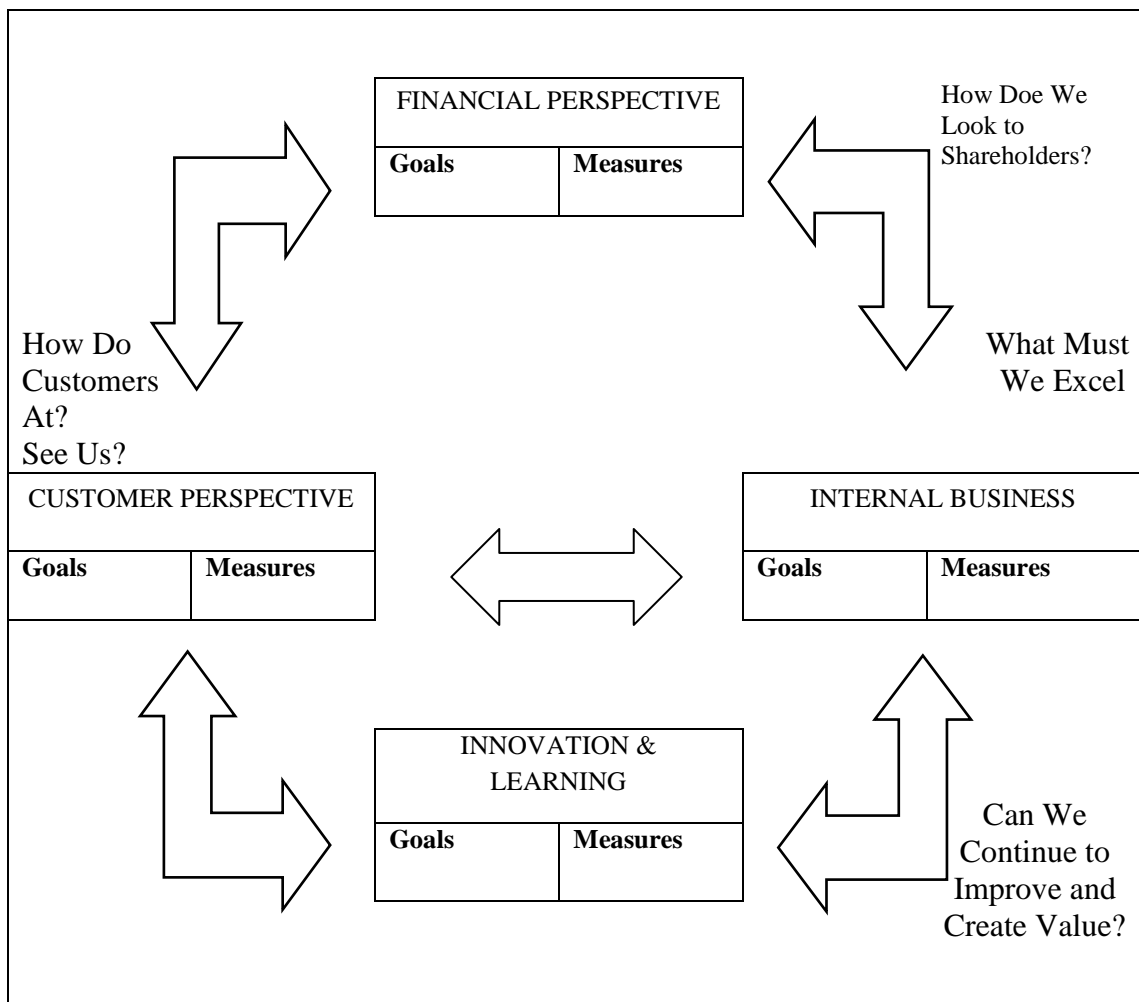 FINANCIAL PERSPECTIVE
Goals
Measures
How Doe We
Look to
Shareholders?
How Do
Customers
At?
See Us?
What Must
We Excel
CUSTOMER PERSPECTIVE
Goals
Measures
INTERNAL BUSINESS
Goals
Measures
INNOVATION &
LEARNING
Goals
Measures
Can We
Continue to
Improve and
Create Value?